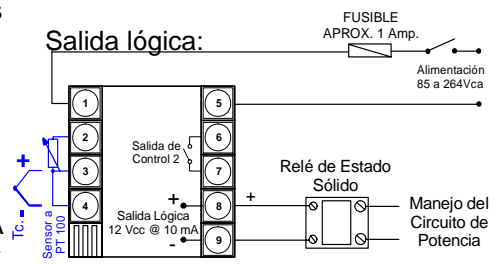 Salida lógica:
FUSIBLE
APROX. 1 Amp.
Alimentación
85 a 264Vca
1
5
2
6
Salida de
Control 2
3
7
Relé de Estado
Sólido
+
Tc.
-
Sensor a
PT 100
4
+
Salida Lógica
12 Vcc @ 10 mA
-
8
+
9
Manejo del
Circuito de
Potencia